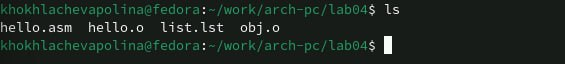 khokhlachevapolina@fedora:~/work/arch-pc/lab04$ ls
hello.asm  hello.o  list.lst  obj.o
khokhlachevapolina@fedora:~/work/arch-pc/lab04$